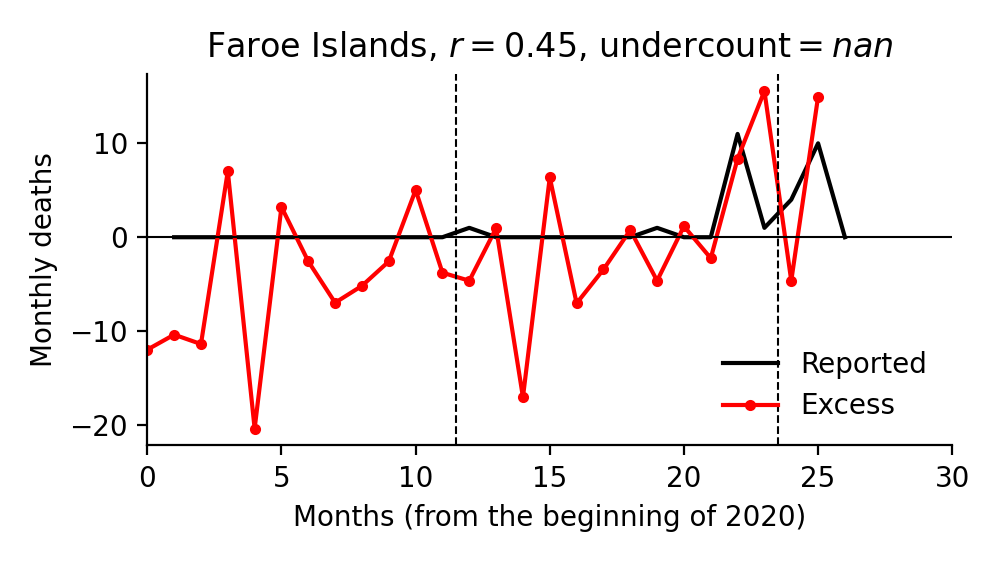 Faroe Islands, r = 0.45, undercount = nan
Monthly deaths
10
0
−10
−20
Reported
Excess
0 5 10 15 20 25 30
Months (from the beginning of 2020)